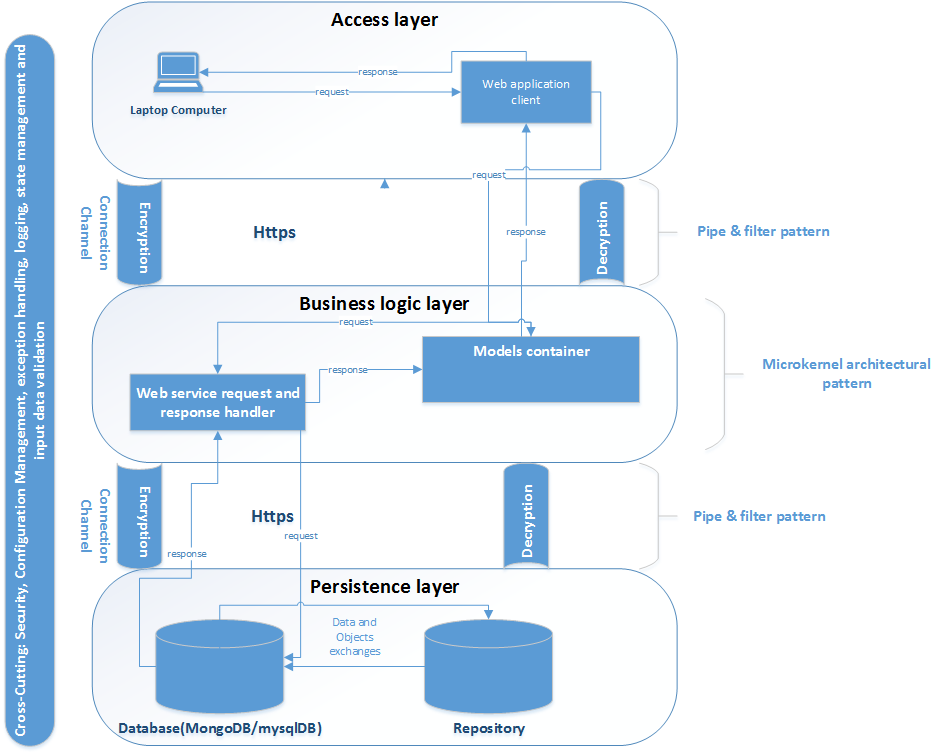 Access layer
response
request
Web application
client
Laptop Computer
request
Connection
Channel
Encryption
Https
response
Decryption
Pipe & filter pattern
Business logic layer
request
Models container
response
Web service request and
response handler
Microkernel architectural
pattern
Connection
Channel
Encryption
Https
request
response
Decryption
Pipe & filter pattern
Persistence layer
Data and
Objects
exchanges
Database(MongoDB/mysqlDB)
Repository
Cross-Cutting: Security, Configuration Management, exception handling, logging, state management and
input data validation